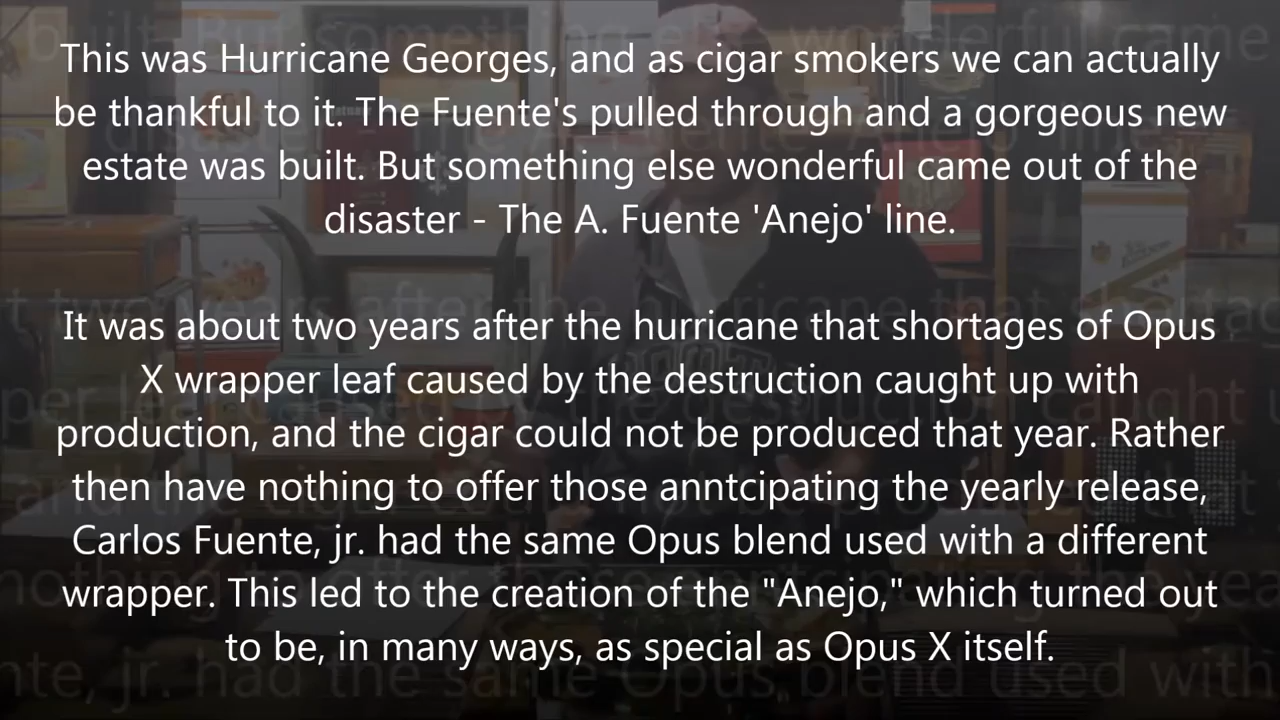 This was Hurricane Georges, and as cigar smokers we can actually
be thankful to it. The Fuente's pulled through and a gorgeous new
estate was built. But something else wonderful came out of the
disaster - The A. Fuente 'Anejo' line.
It was about two years after the hurricane that shortages of Opus
X wrapper leaf caused by the destruction caught up with
production, and the cigar could not be produced that year. Rather
then have nothing to offer those anntcipating the yearly release,
Carlos Fuente, jr. had the same Opus blend used with a different
wrapper. This led to the creation of the "Anejo," which turned out
to be, in many ways, as special as Opus X itself.